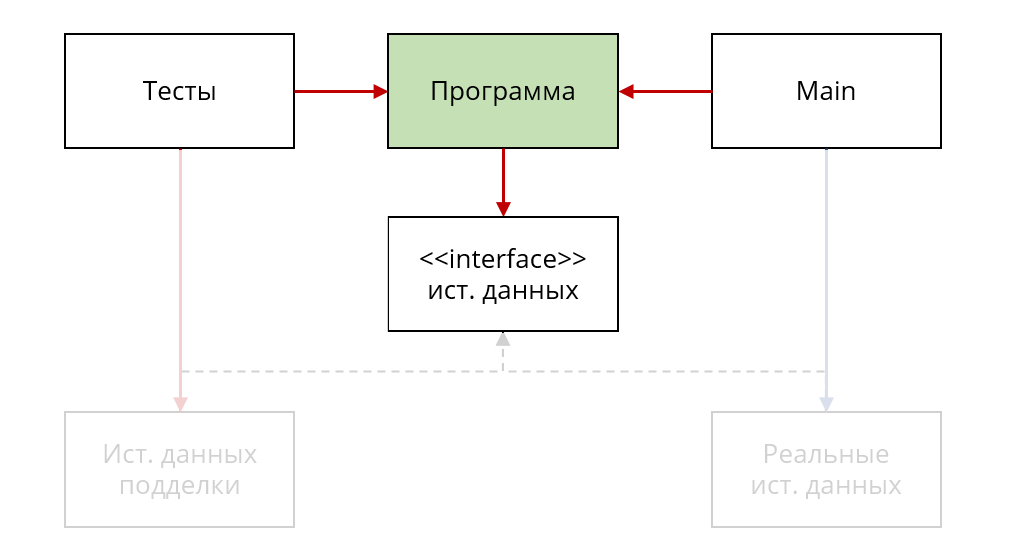 Тесты
Программа
Main
<<interface>>
ист. данных
Ист. данных
подделки
Реальные
ист. данных